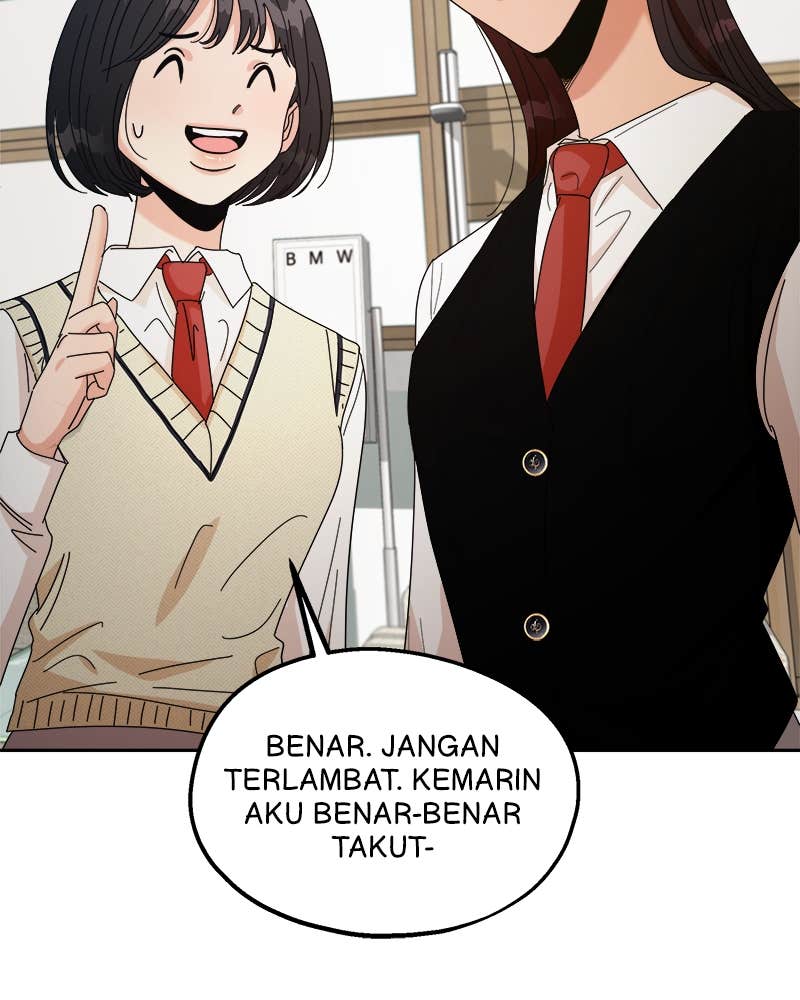 B M W
BENAR. JANGAN
TERLAMBAT. KEMARIN
AKU BENAR-BENAR
TAKUT-